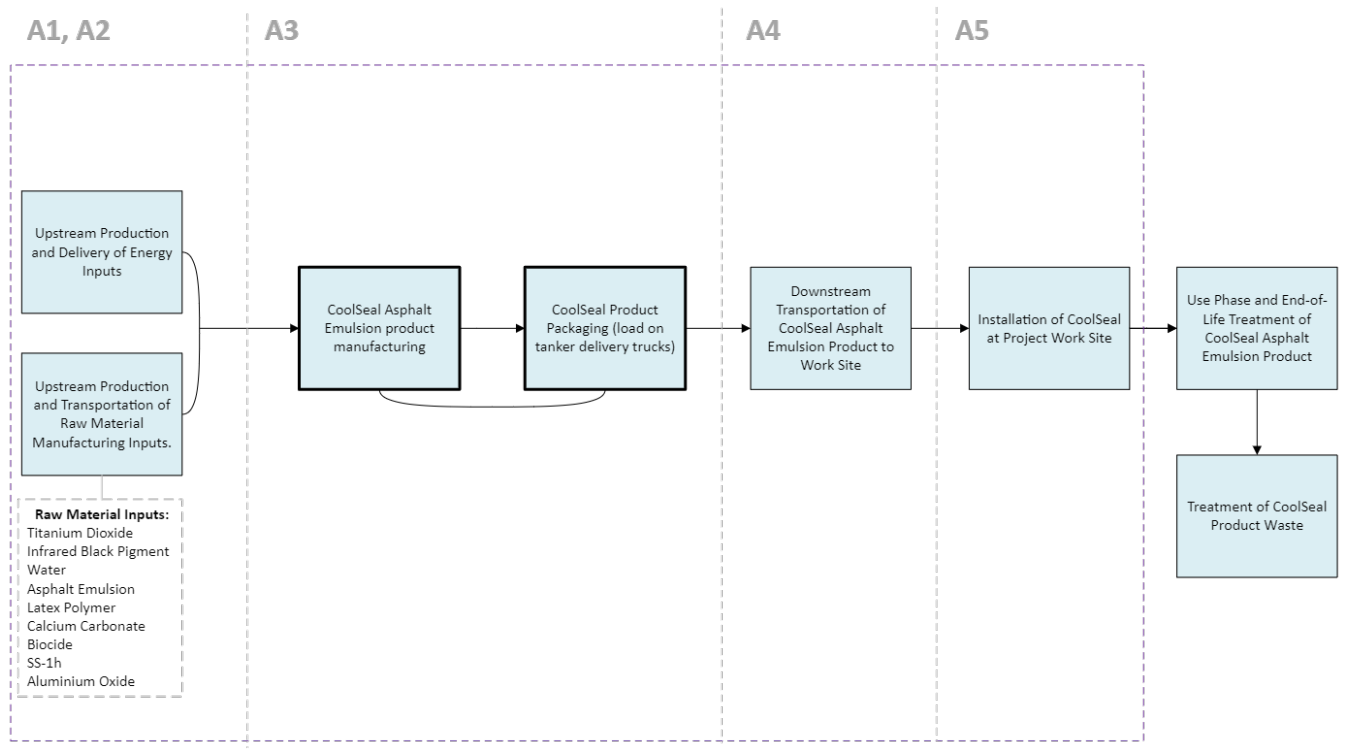 A1, A2
A3
A4
A5
Upstream Production
and Delivery of Energy
Inputs
Upstream Production
and Transportation of
Raw Material
Manufacturing Inputs.
Raw Material Inputs:
Titanium Dioxide
Infrared Black Pigment
Water
Asphalt Emulsion
Latex Polymer
Calcium Carbonate
Biocide
SS-1h
Aluminium Oxide
CoolSeal Asphalt
Emulsion product
manufacturing
CoolSeal Product
Packaging (load on
tanker delivery trucks)
Downstream
Transportation of
CoolSeal Asphalt
Emulsion Product to
Work Site
Installation of CoolSeal
at Project Work Site
Use Phase and End-of-
Life Treatment of
CoolSeal Asphalt
Emulsion Product
Treatment of CoolSeal
Product Waste